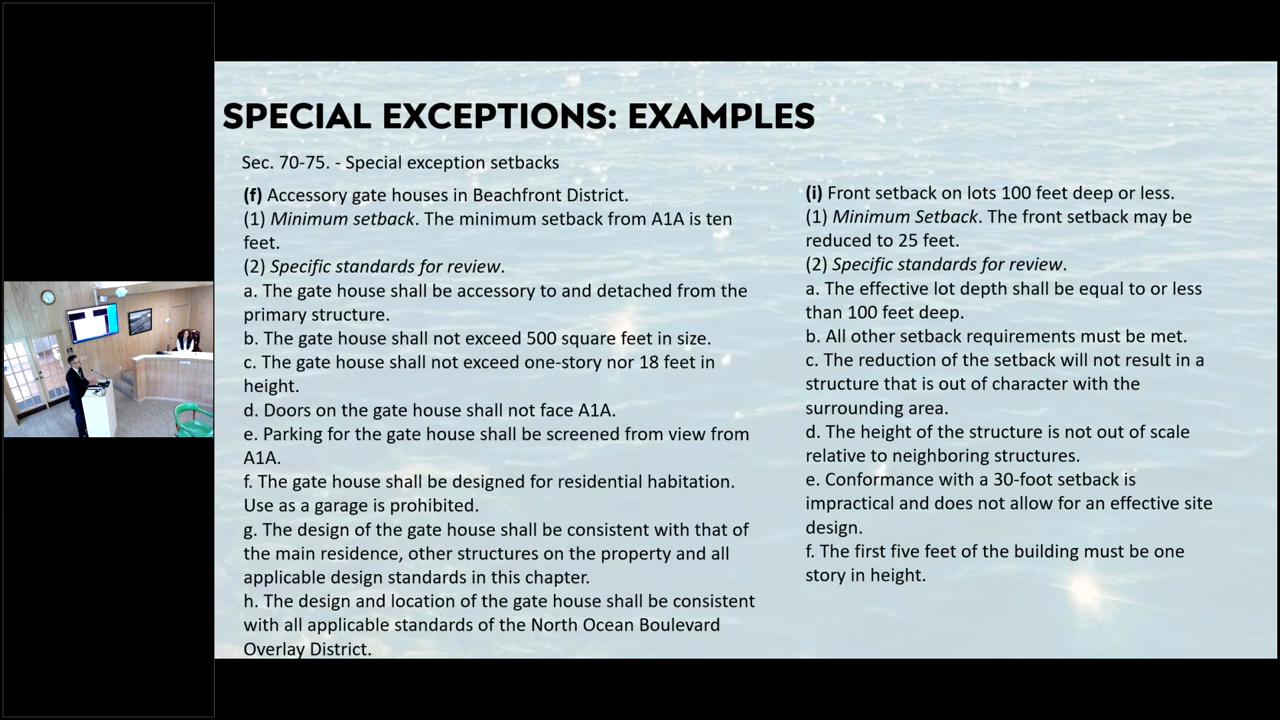 SPECIAL EXCEPTIONS: EXAMPLES
Sec. 70-75. - Special exception setbacks
(f) Accessory gate houses in Beachfront District.
(1) Minimum setback. The minimum setback from A1A is ten
feet.
(2) Specific standards for review.
a. The gate house shall be accessory to and detached from the
primary structure.
b. The gate house shall not exceed 500 square feet in size.
c. The gate house shall not exceed one-story nor 18 feet in
height.
d. Doors on the gate house shall not face A1A.
e. Parking for the gate house shall be screened from view from
A1A.
f. The gate house shall be designed for residential habitation.
Use as a garage is prohibited.
g. The design of the gate house shall be consistent with that of
the main residence, other structures on the property and all
applicable design standards in this chapter.
h. The design and location of the gate house shall be consistent
with all applicable standards of the North Ocean Boulevard
Overlay District.
(i) Front setback on lots 100 feet deep or less.
(1) Minimum Setback. The front setback may be
reduced to 25 feet.
(2) Specific standards for review.
a. The effective lot depth shall be equal to or less
than 100 feet deep.
b. All other setback requirements must be met.
c. The reduction of the setback will not result in a
structure that is out of character with the
surrounding area.
d. The height of the structure is not out of scale
relative to neighboring structures.
e. Conformance with a 30-foot setback is
impractical and does not allow for an effective site
design.
f. The first five feet of the building must be one
story in height.